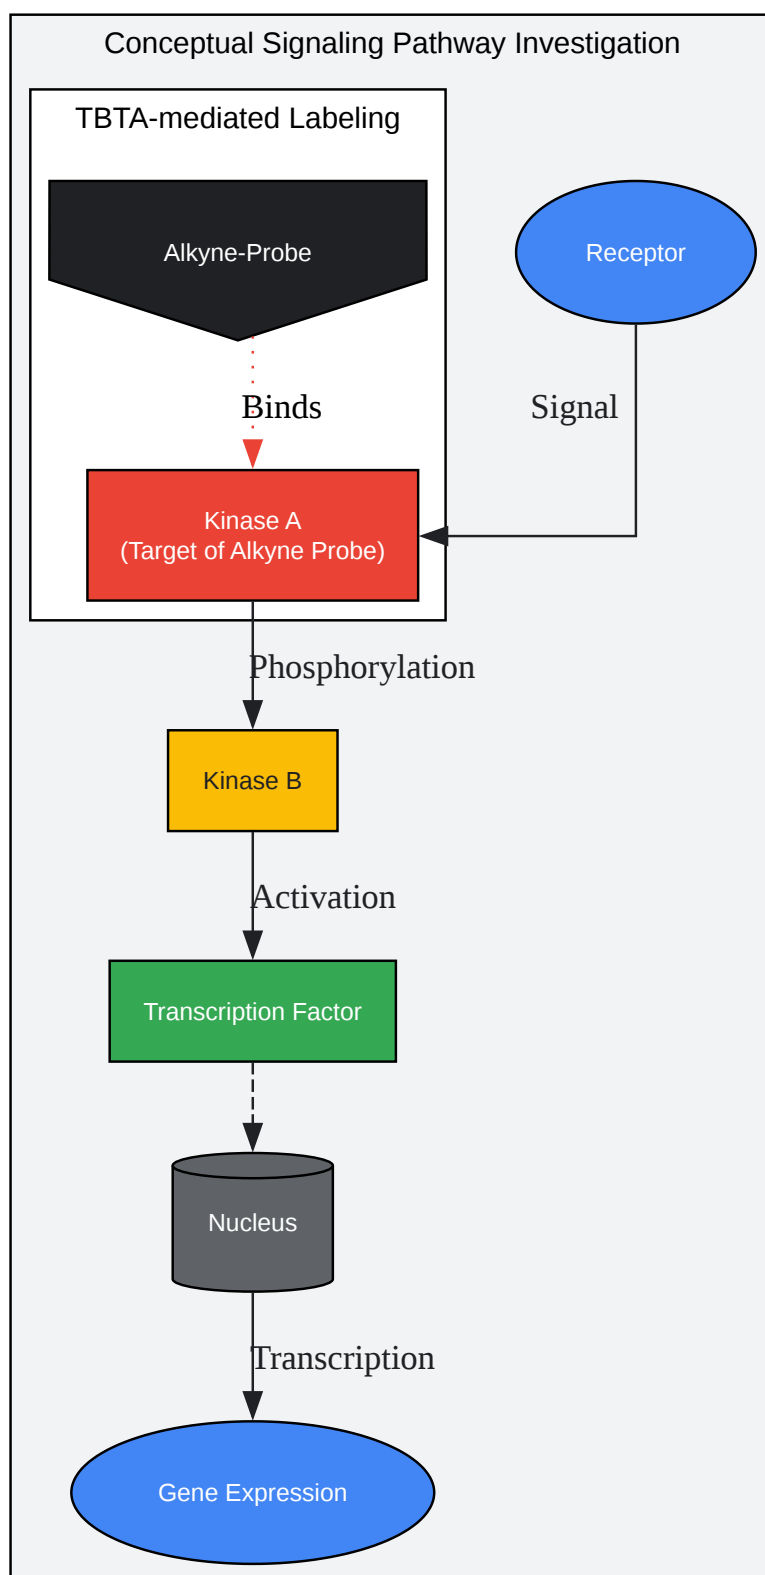 Conceptual Signaling Pathway Investigation
TBTA-mediated Labeling
Alkyne-Probe
Receptor
Binds
Signal
Kinase A
(Target of Alkyne Probe)
Phosphorylation
Kinase B
Activation
Transcription Factor
Nucleus
Transcription
Gene Expression